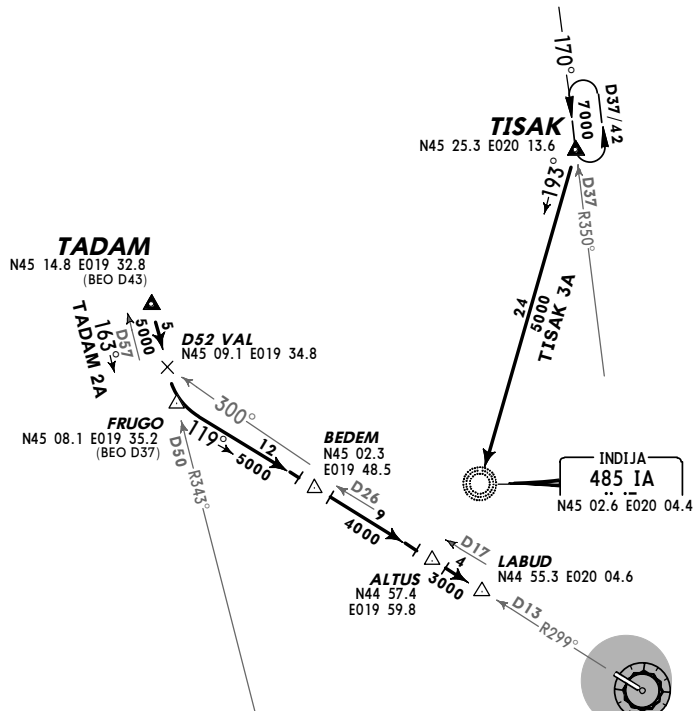 170°
D37/42
7000
TISAK
N45 25.3 E020 13.6
193°
D37
R350°
24
5000
TISAK 3A
TADAM
N45 14.8 E019 32.8
(BEO D43)
5
5000
D57
163°
TADAM 2A
D52 VAL
N45 09.1 E019 34.8
FRUGO
N45 08.1 E019 35.2
(BEO D37)
D50 R343°
300°
12
119° 5000
BEDEM
N45 02.3
E019 48.5
D26
9
4000
INDIJA
485 IA
.. .-
N45 02.6 E020 04.4
D17
4
3000
ALTUS
N44 57.4
E019 59.8
LABUD
N44 55.3 E020 04.6
D13
R299°